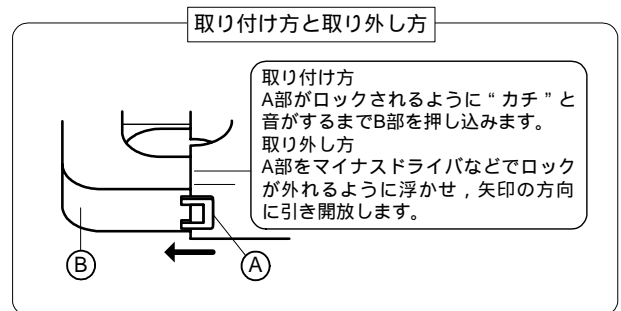 取り付け方と取り外し方
取り付け方
A部がロックされるように“カチ”と
音がするまでB部を押し込みます。
取り外し方
A部をマイナスドライバなどでロック
が外れるように浮かせ，矢印の方向
に引き開放します。
B
A